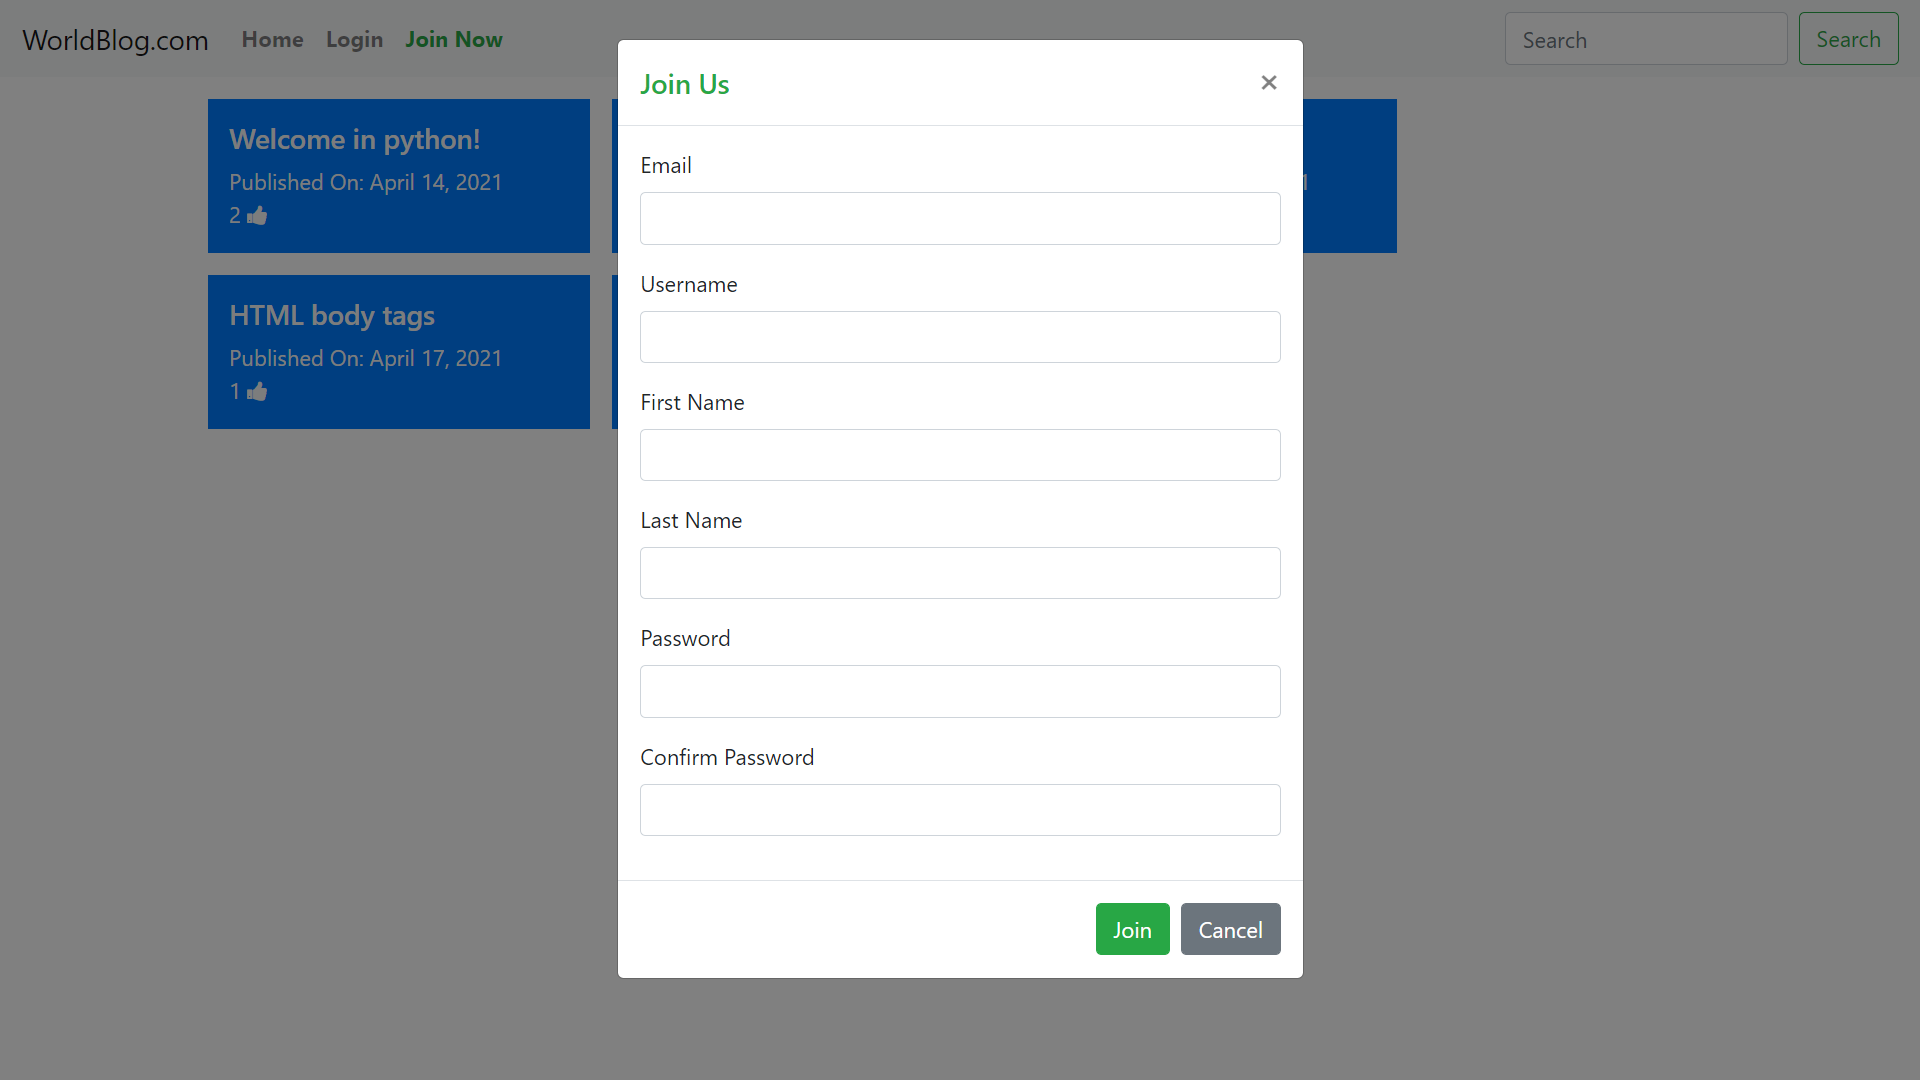 WorldBlog.com Home Login Join Now Search Search
Join Us ×
Welcome in python!
Published On: April 14, 2021
2
HTML body tags
Published On: April 17, 2021
1
Email
Username
First Name
Last Name
Password
Confirm Password
Join Cancel